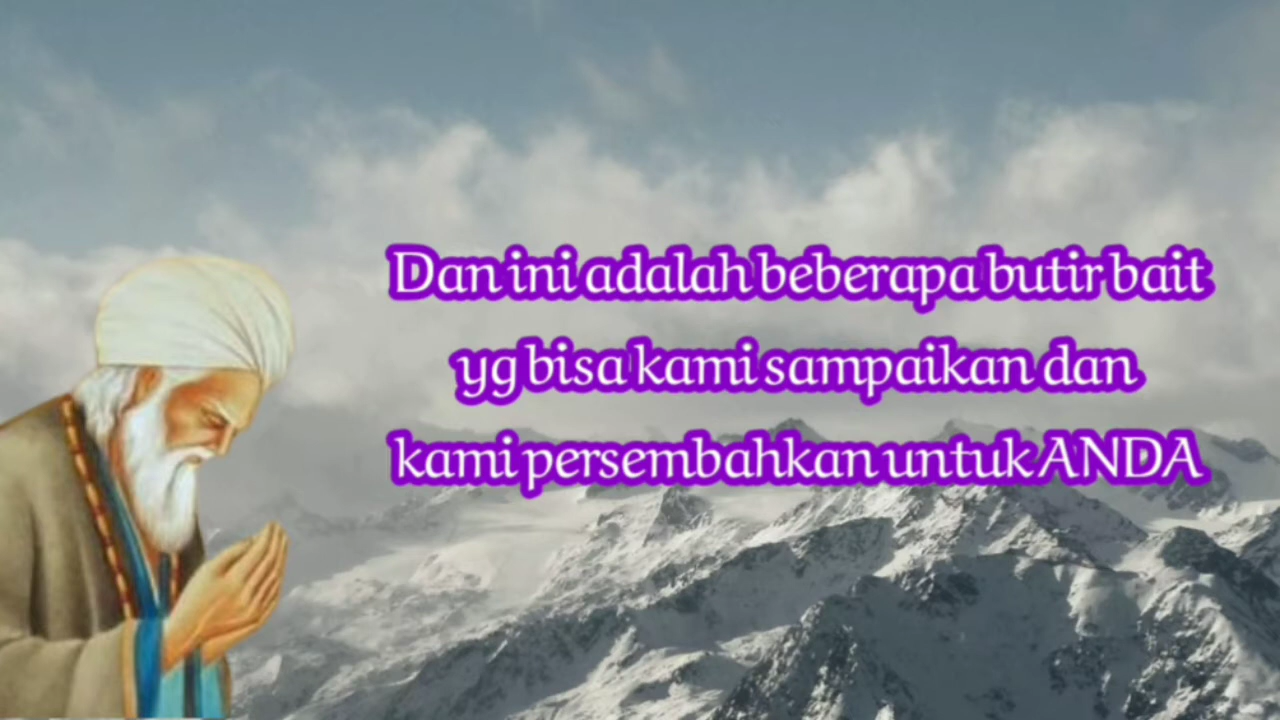 Dan ini adalah beberapa butir bait
yg bisa kami sampaikan dan
kami persembahkan untuk ANDA